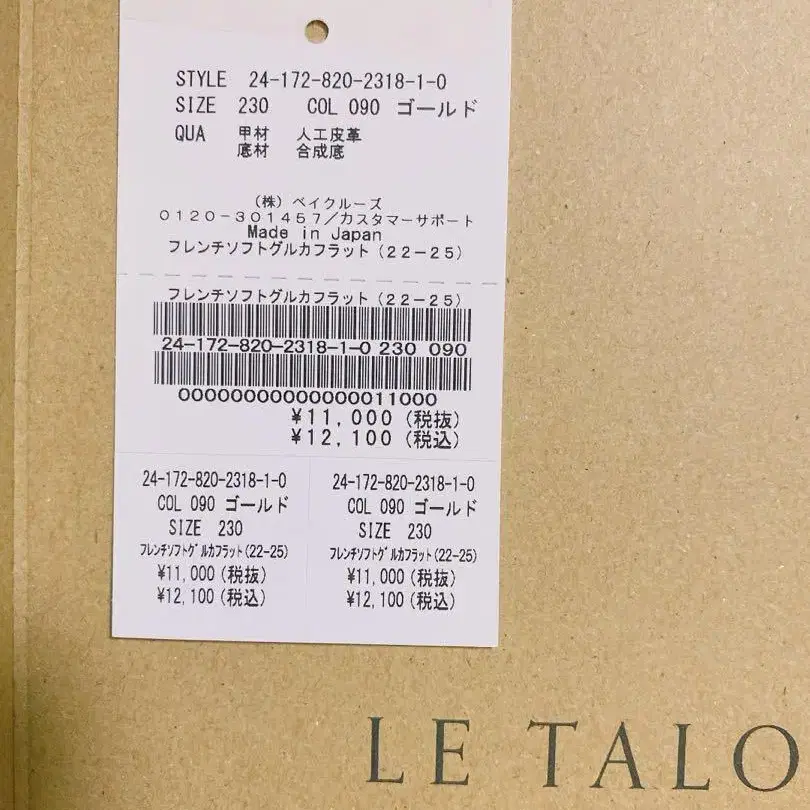 STYLE 24-172-820-2318-1-0
SIZE 230 COL 090 ゴールド
QUA 甲材 人工皮革
底材 合成底
(株) ベイクルーズ
0120-301457/カスタマーサポート
Made in Japan
フレンチソフトグルカフラット(22-25)
フレンチソフトグルカフラット(22-25)
24-172-820-2318-1-0 230 090
00000000000000011000
¥11,000 (税抜)
¥12,100 (税込)
24-172-820-2318-1-0
COL 090 ゴールド
SIZE 230
フレンチソフトグルカフラット(22-25)
¥11,000 (税抜)
¥12,100 (税込)
24-172-820-2318-1-0
COL 090 ゴールド
SIZE 230
フレンチソフトグルカフラット(22-25)
¥11,000 (税抜)
¥12,100 (税込)
LE TALO